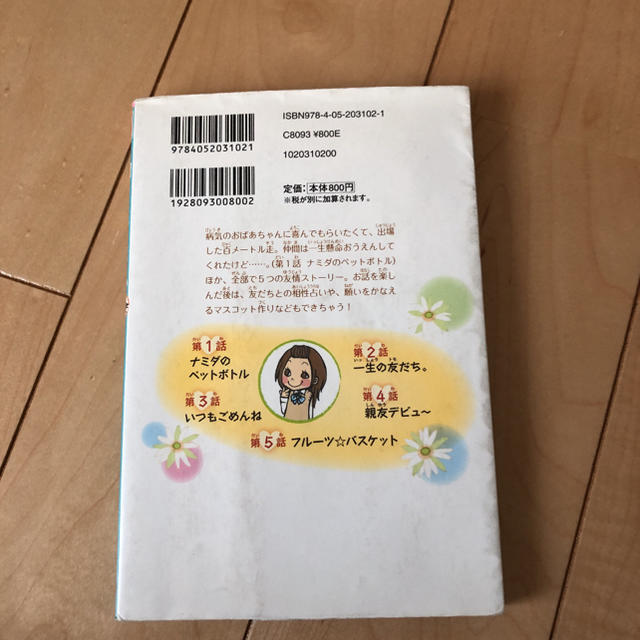 ISBN978-4-05-203102-1
C8093 ¥800E
1020310200
9784052031021
1928093008002
定価：本体800円
※税が別に加算されます。
病気のおばあちゃんに喜んでもらいたくて、出場
した百メートル走。仲間は一生懸命おうえんして
くれたけど……。（第1話 ナミダのペットボトル）
ほか、全部で5つの友情ストーリー。お話を楽し
んだ後は、友だちとの相性占いや、願いをかなえ
るマスコット作りなどもできちゃう！
第1話
ナミダの
ペットボトル
第2話
一生の友だち。
第3話
いつもごめんね
第4話
親友デビュ〜
第5話 フルーツ☆バスケット